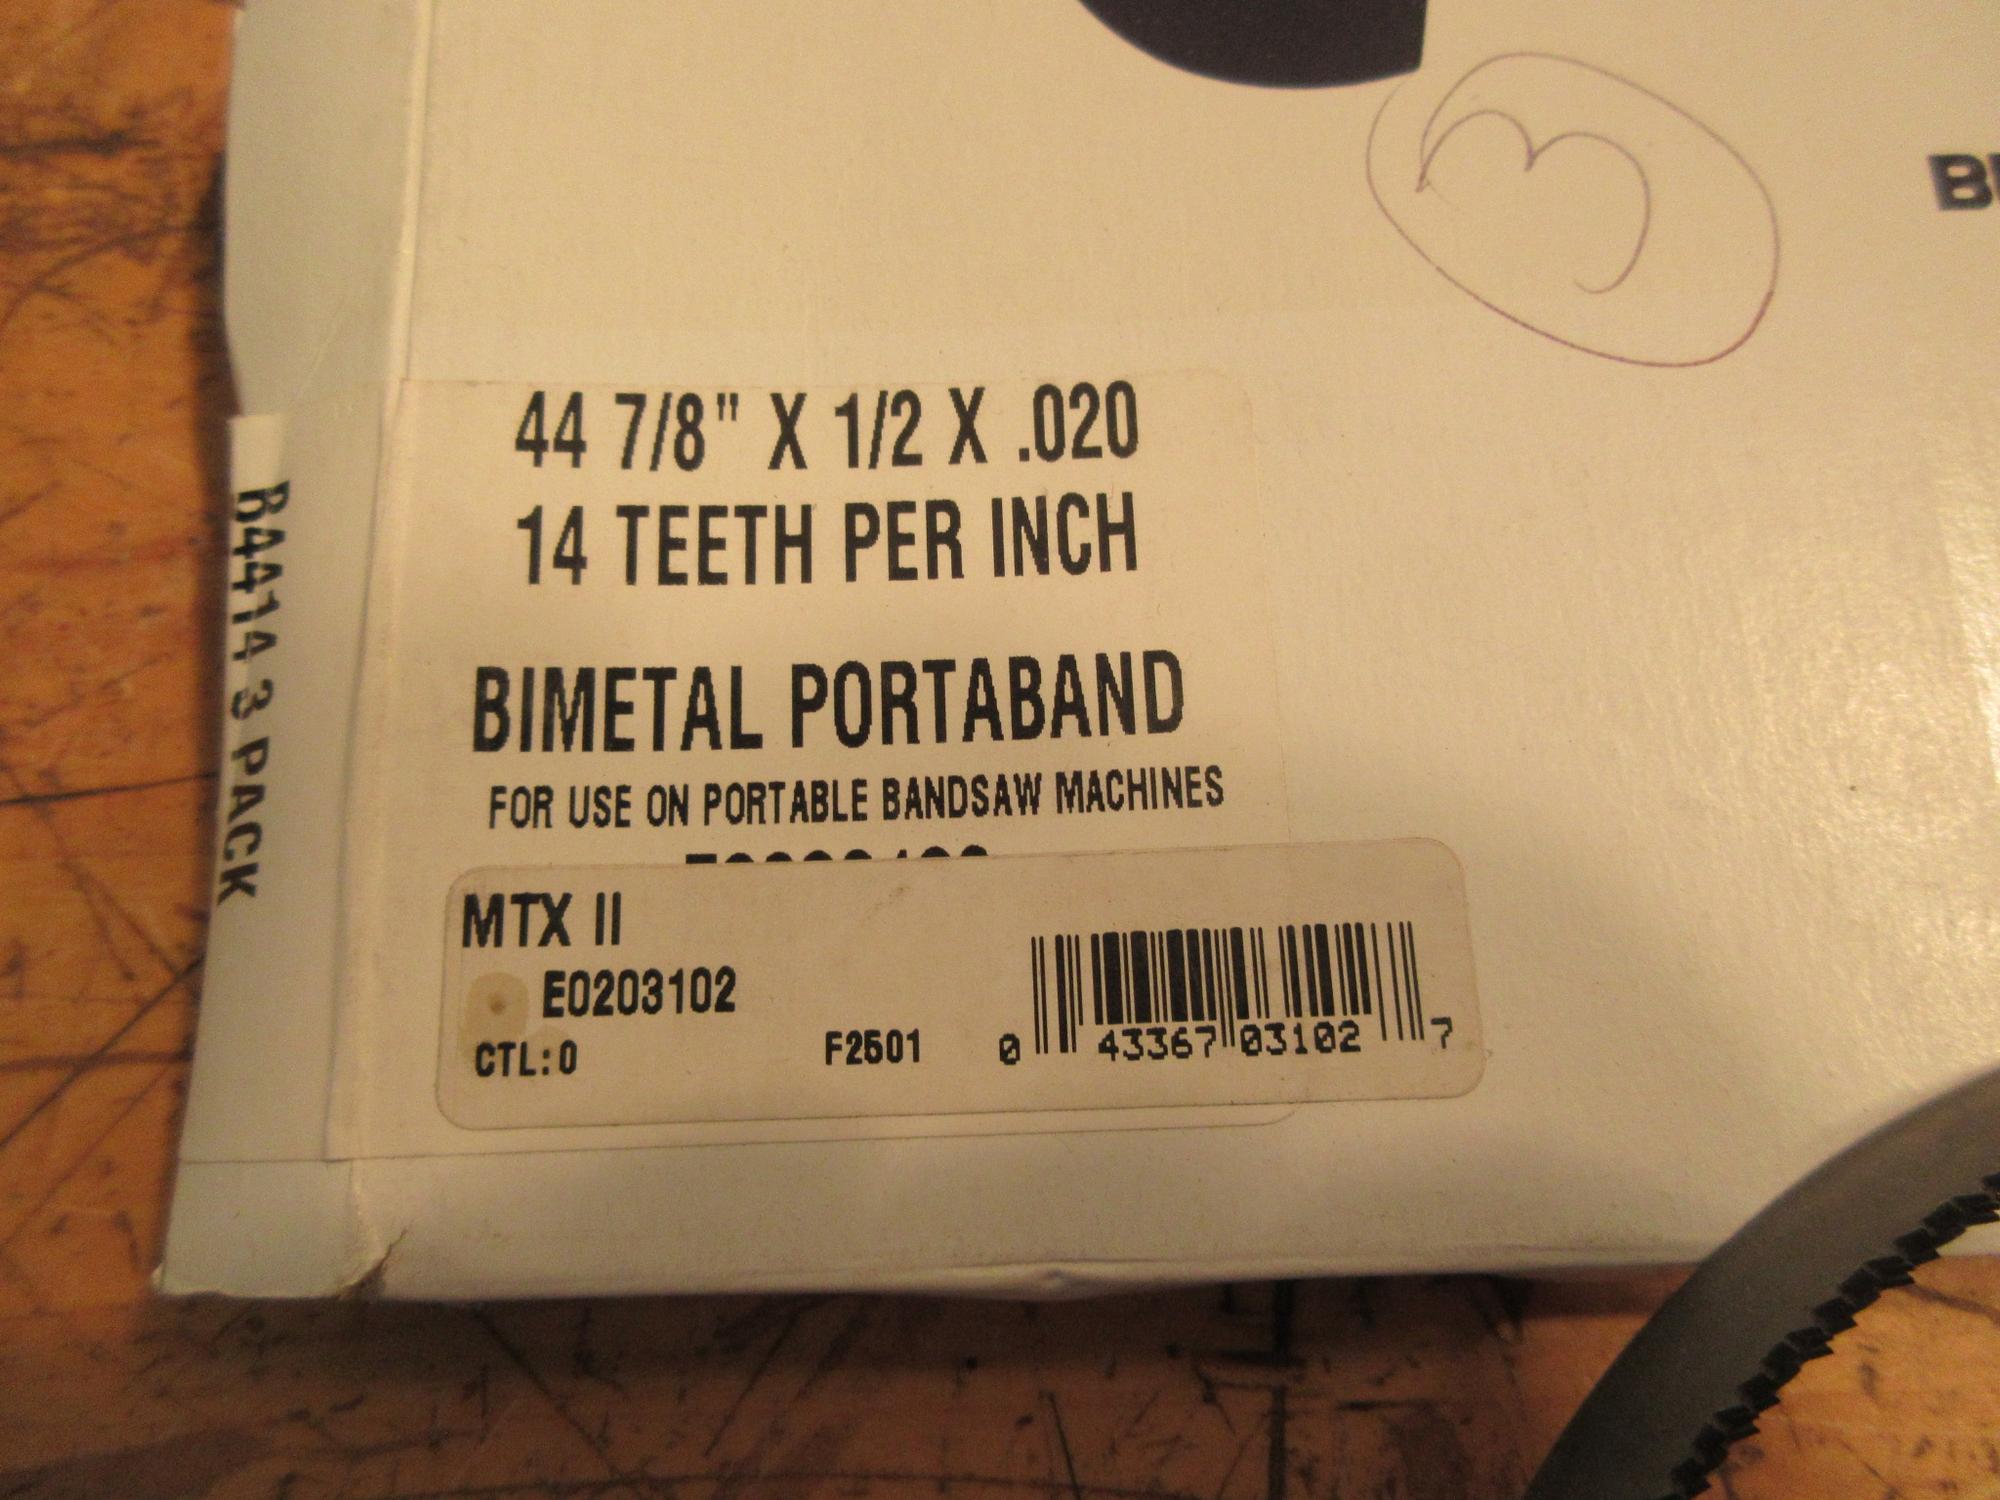 3
44 7/8" X 1/2 X .020
14 TEETH PER INCH
BIMETAL PORTABAND
FOR USE ON PORTABLE BANDSAW MACHINES
MTX II
E0203102
CTL:0
F2501
0 43367 03102 7
B4414 3 PACK